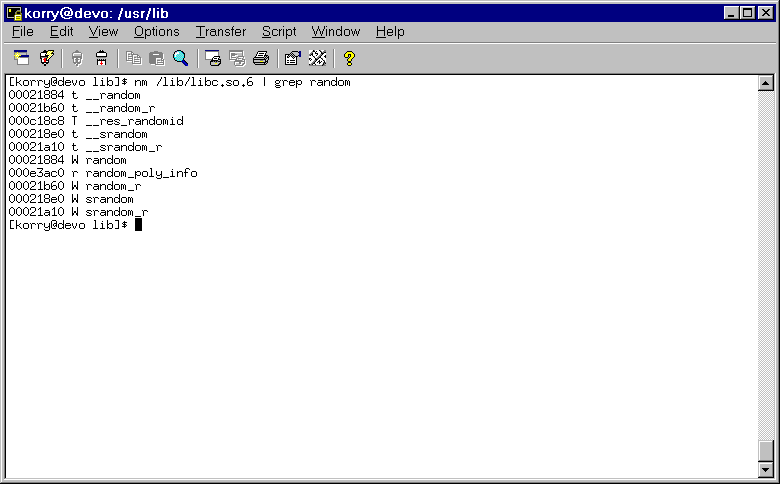 korry@devo: /usr/lib
File Edit View Options Transfer Script Window Help
[korry@devo lib]$ nm /lib/libc.so.6 | grep random
00021884 t __random
00021b60 t __random_r
000c18c8 T __res_randomid
000218e0 t __srandom
00021a10 t __srandom_r
00021884 W random
000e3ac0 r random_poly_info
00021b60 W random_r
000218e0 W srandom
00021a10 W srandom_r
[korry@devo lib]$